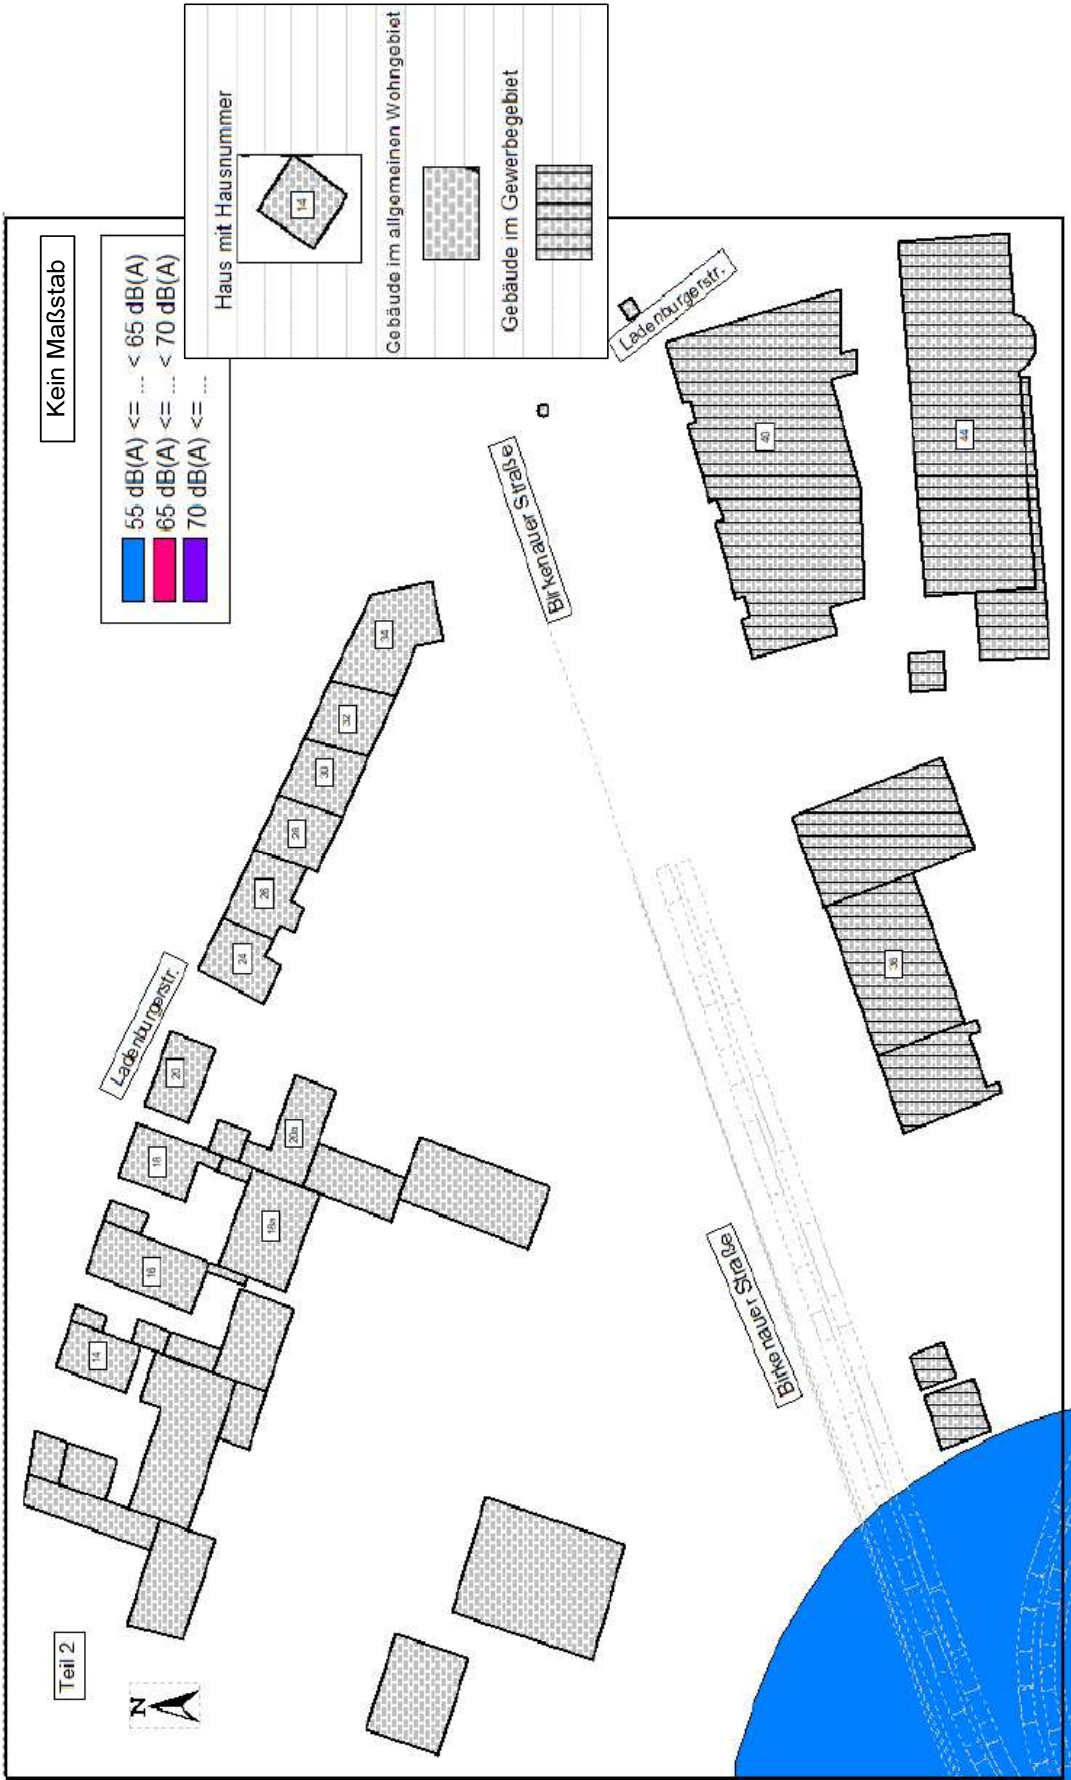 Teil 2
N
Kein Maßstab
55 dB(A) <= ... < 65 dB(A)
65 dB(A) <= ... < 70 dB(A)
70 dB(A) <= ...
Haus mit Hausnummer
14
Gebäude im allgemeinen Wohngebiet
Gebäude im Gewerbegebiet
Ladenburgerstr.
Ladenburgerstr.
Birkenauer Straße
Birkenauer Straße
14
16
18
18a
20
20a
24
26
28
30
32
34
36
40
44